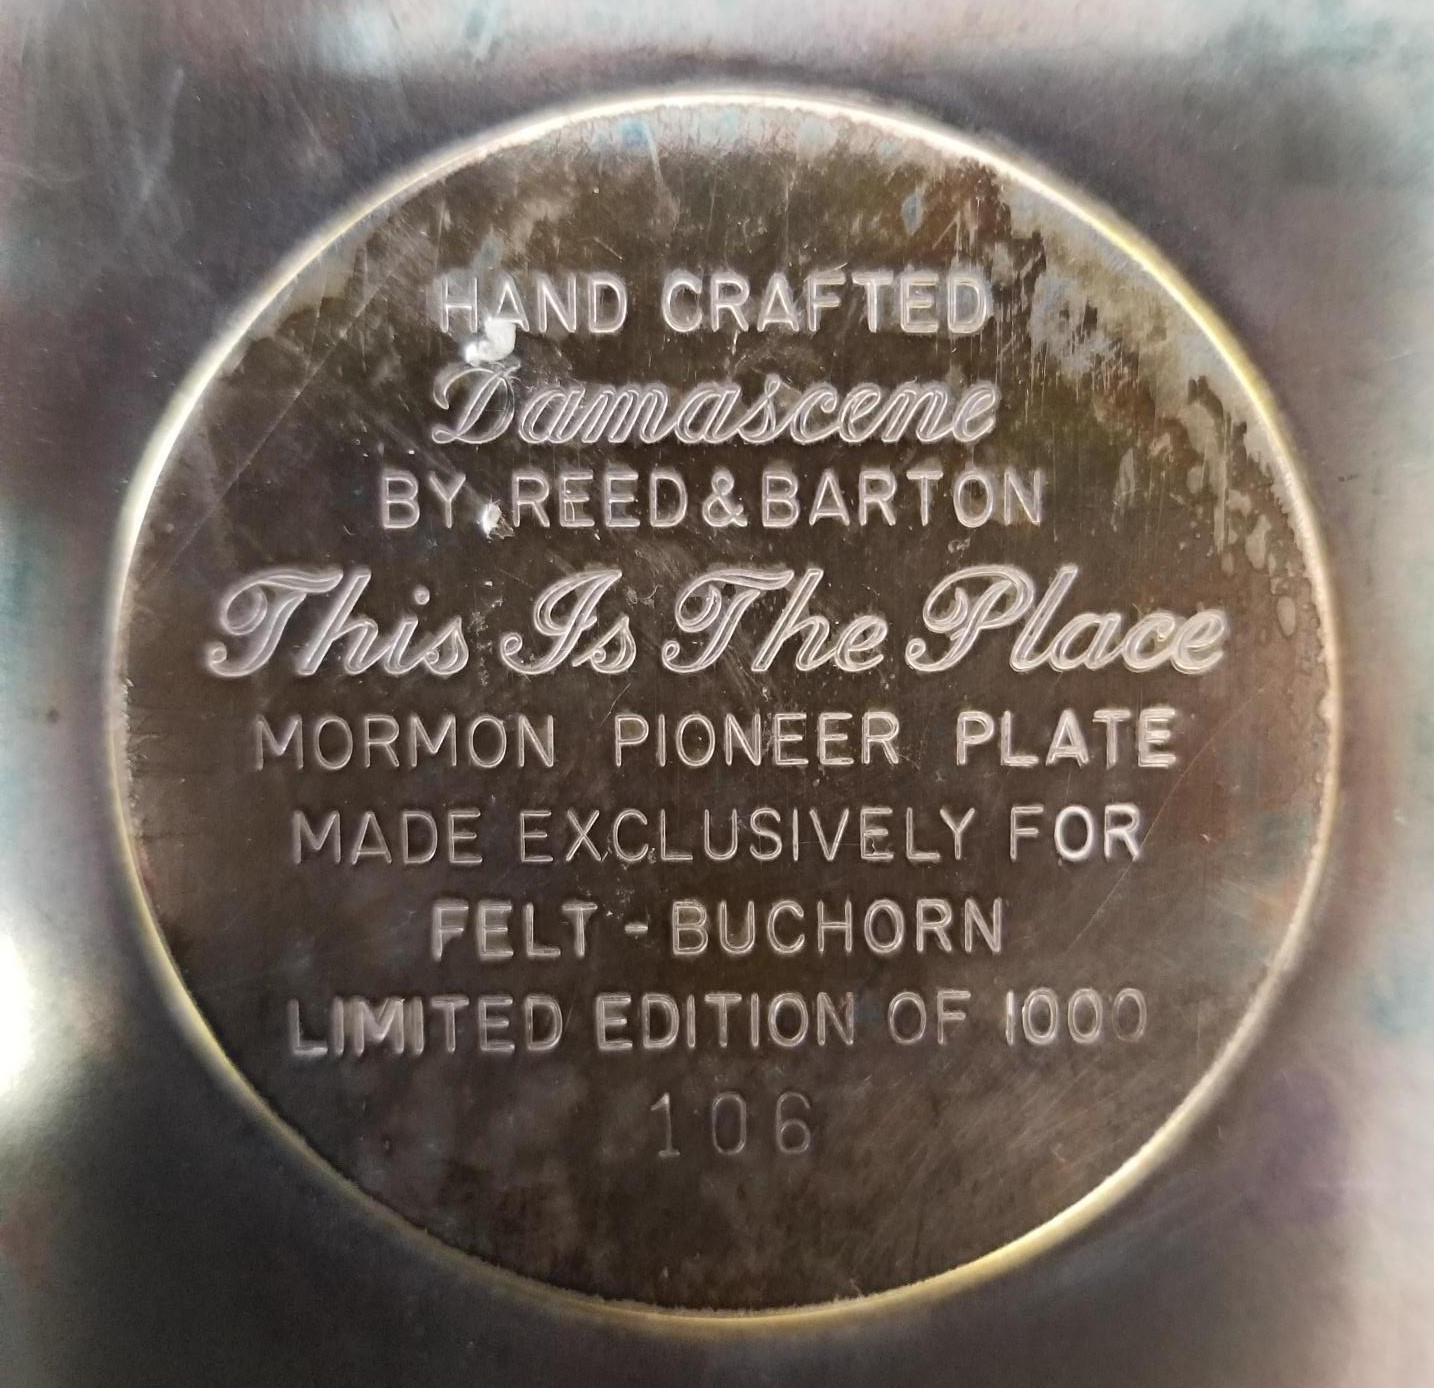 HAND CRAFTED
Damascene
BY REED & BARTON
This Is The Place
MORMON PIONEER PLATE
MADE EXCLUSIVELY FOR
FELT - BUCHORN
LIMITED EDITION OF 1000
106